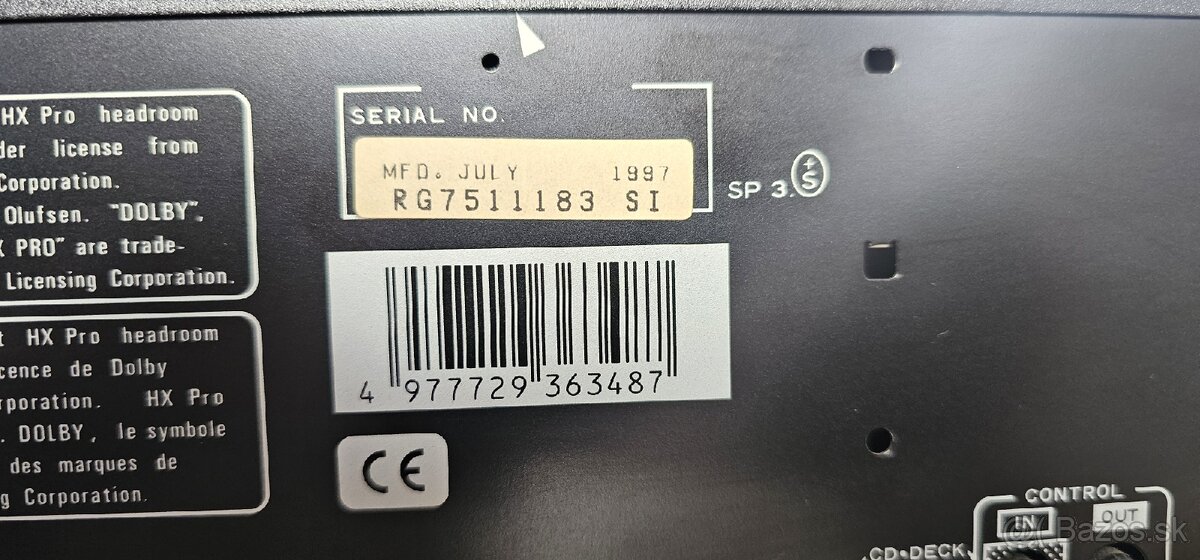 HX Pro headroom
der license from
Corporation.
Olufsen. "DOLBY",
X PRO" are trade-
Licensing Corporation.
t HX Pro headroom
cence de Dolby
rporation. HX Pro
. DOLBY, le symbole
des marques de
g Corporation.
SERIAL NO.
MFD. JULY 1997
RG7511183 SI
SP 3.
+
S
4 977729 363487
CE
CONTROL
IN OUT
CD•DECK
Bazos.sk